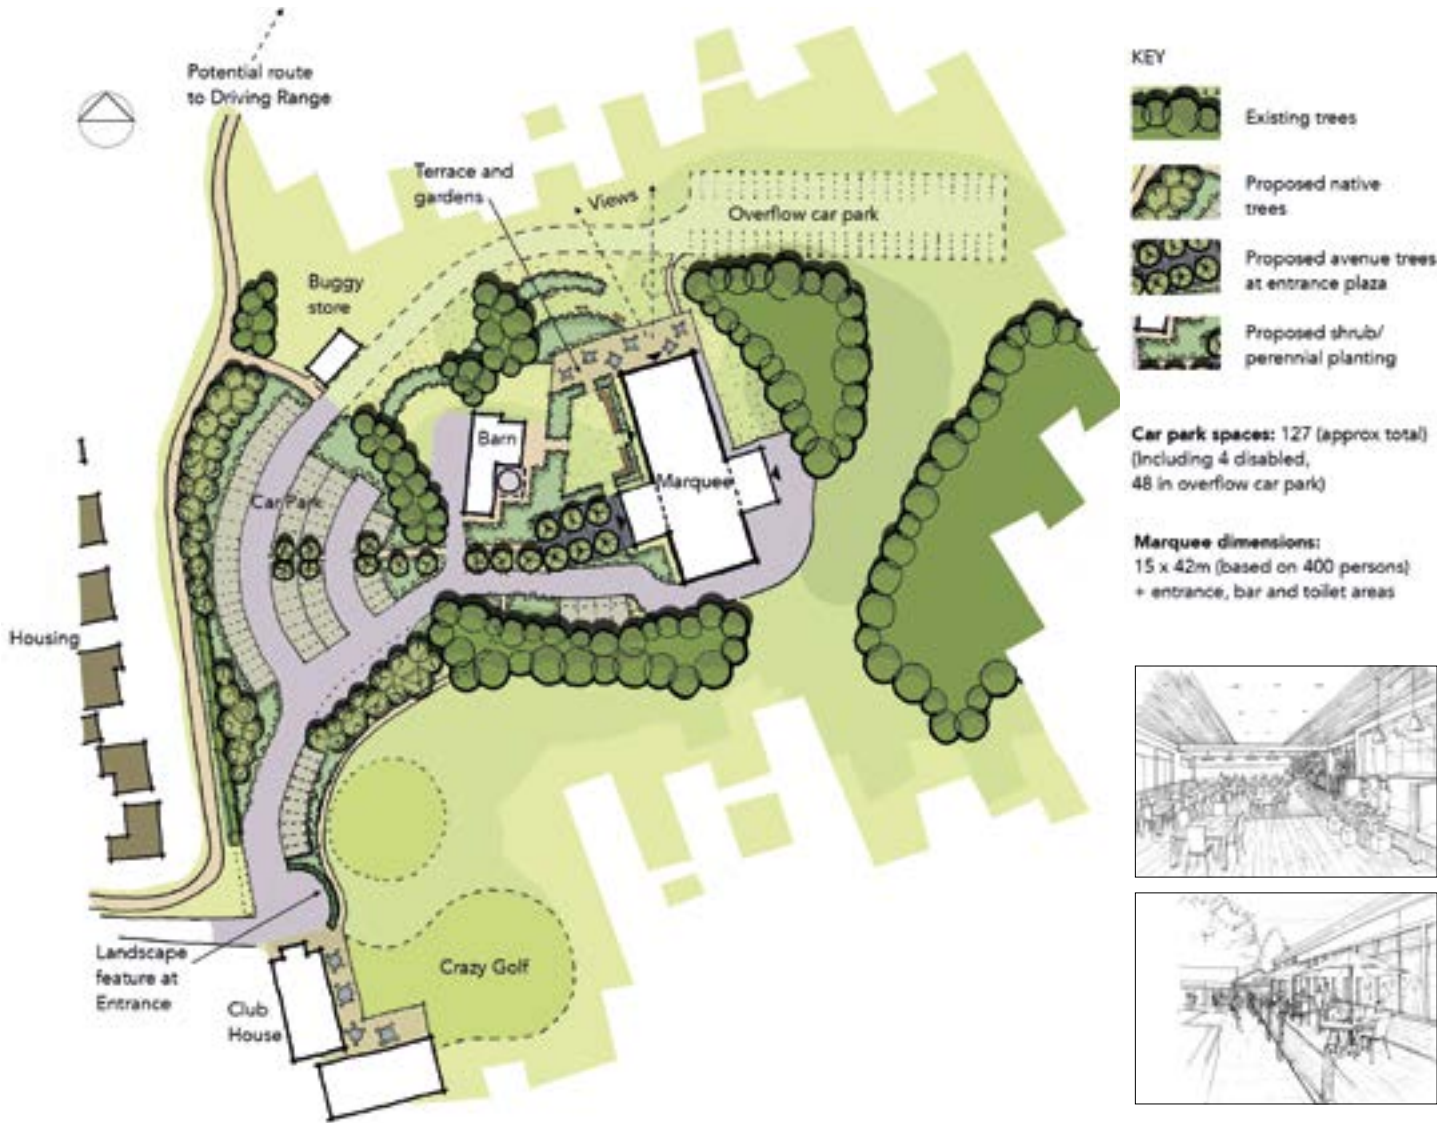 Potential route
to Driving Range
Terrace and
gardens
Views
Overflow car park
Buggy
store
Barn
Car Park
Marquee
Housing
Landscape
feature at
Entrance
Club
House
Crazy Golf
KEY
Existing trees
Proposed native
trees
Proposed avenue trees
at entrance plaza
Proposed shrub/
perennial planting
Car park spaces: 127 (approx total)
(Including 4 disabled,
48 in overflow car park)
Marquee dimensions:
15 x 42m (based on 400 persons)
+ entrance, bar and toilet areas